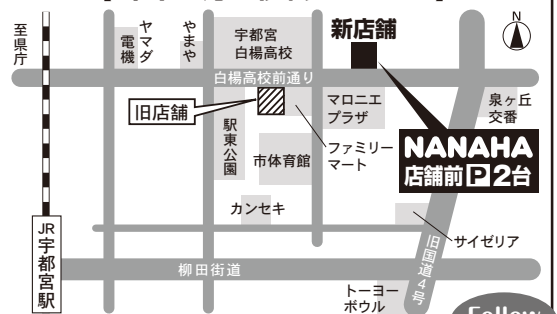 至県庁
ヤマダ
電機
やまや
宇都宮
白楊高校
新店舗
N
白楊高校前通り
旧店舗
マロニエ
プラザ
泉ヶ丘
交番
駅東公園
市体育館
ファミリー
マート
NANAHA
店舗前P2台
カンセキ
JR
宇都宮駅
サイゼリア
旧国道4号
柳田街道
トーヨー
ボウル
Follow